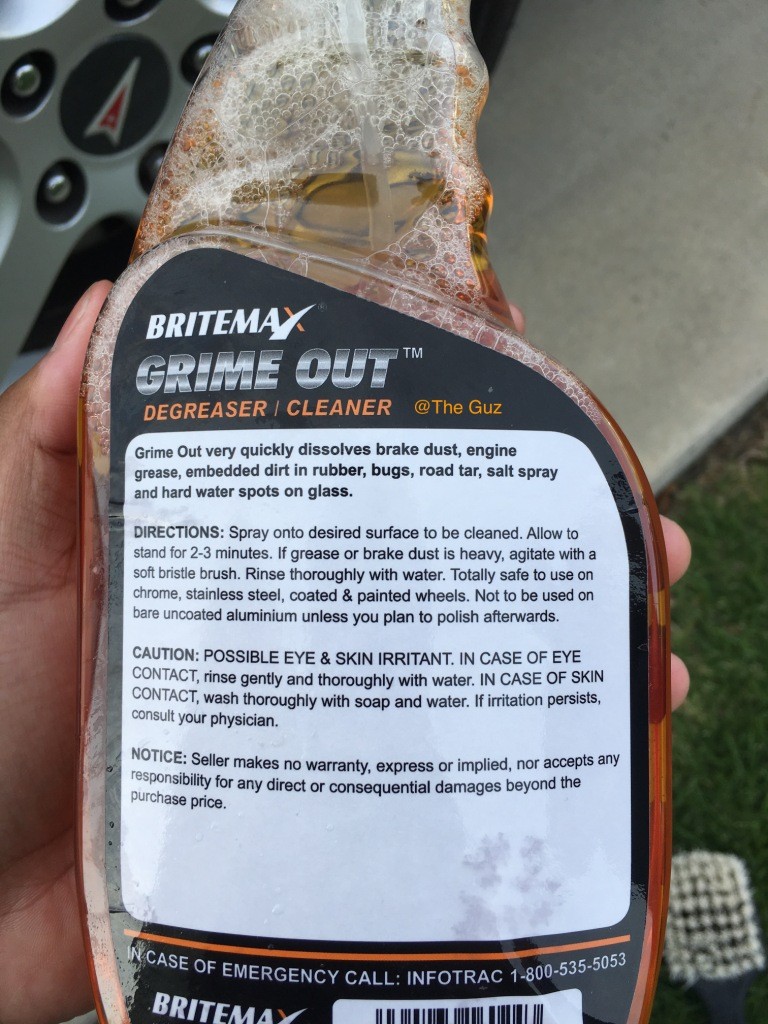 BRITEMAX
GRIME OUT™
DEGREASER | CLEANER @The Guz
Grime Out very quickly dissolves brake dust, engine
grease, embedded dirt in rubber, bugs, road tar, salt spray
and hard water spots on glass.
DIRECTIONS: Spray onto desired surface to be cleaned. Allow to
stand for 2-3 minutes. If grease or brake dust is heavy, agitate with a
soft bristle brush. Rinse thoroughly with water. Totally safe to use on
chrome, stainless steel, coated & painted wheels. Not to be used on
bare uncoated aluminium unless you plan to polish afterwards.
CAUTION: POSSIBLE EYE & SKIN IRRITANT. IN CASE OF EYE
CONTACT, rinse gently and thoroughly with water. IN CASE OF SKIN
CONTACT, wash thoroughly with soap and water. If irritation persists,
consult your physician.
NOTICE: Seller makes no warranty, express or implied, nor accepts any
responsibility for any direct or consequential damages beyond the
purchase price.
IN CASE OF EMERGENCY CALL: INFOTRAC 1-800-535-5053
BRITEMAX